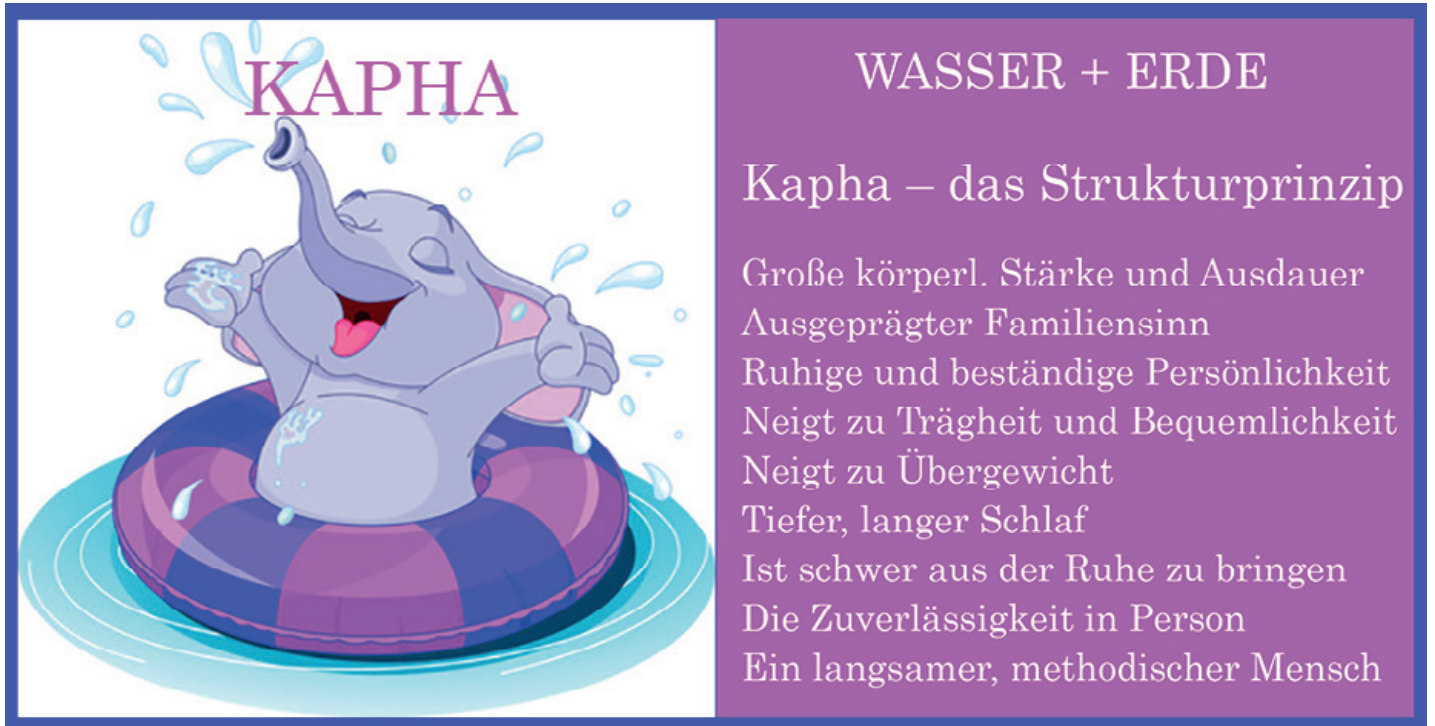 KAPHA
WASSER + ERDE
Kapha – das Strukturprinzip
Große körperl. Stärke und Ausdauer
Ausgeprägter Familiensinn
Ruhige und beständige Persönlichkeit
Neigt zu Trägheit und Bequemlichkeit
Neigt zu Übergewicht
Tiefer, langer Schlaf
Ist schwer aus der Ruhe zu bringen
Die Zuverlässigkeit in Person
Ein langsamer, methodischer Mensch